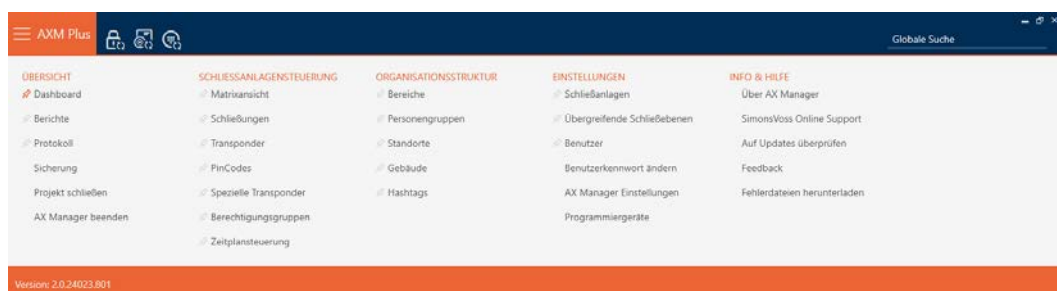 AXM Plus
Globale Suche
ÜBERSICHT
Dashboard
Berichte
Protokoll
Sicherung
Projekt schließen
AX Manager beenden
SCHLIESSANLAGENSTEUERUNG
Matrixansicht
Schließungen
Transponder
PinCodes
Spezielle Transponder
Berechtigungsgruppen
Zeitplansteuerung
ORGANISATIONSSTRUKTUR
Bereiche
Personengruppen
Standorte
Gebäude
Hashtags
EINSTELLUNGEN
Schließanlagen
Übergreifende Schließebenen
Benutzer
Benutzerkennwort ändern
AX Manager Einstellungen
Programmiergeräte
INFO & HILFE
Über AX Manager
SimonsVoss Online Support
Auf Updates überprüfen
Feedback
Fehlerdateien herunterladen
Version: 2.0.24023.801